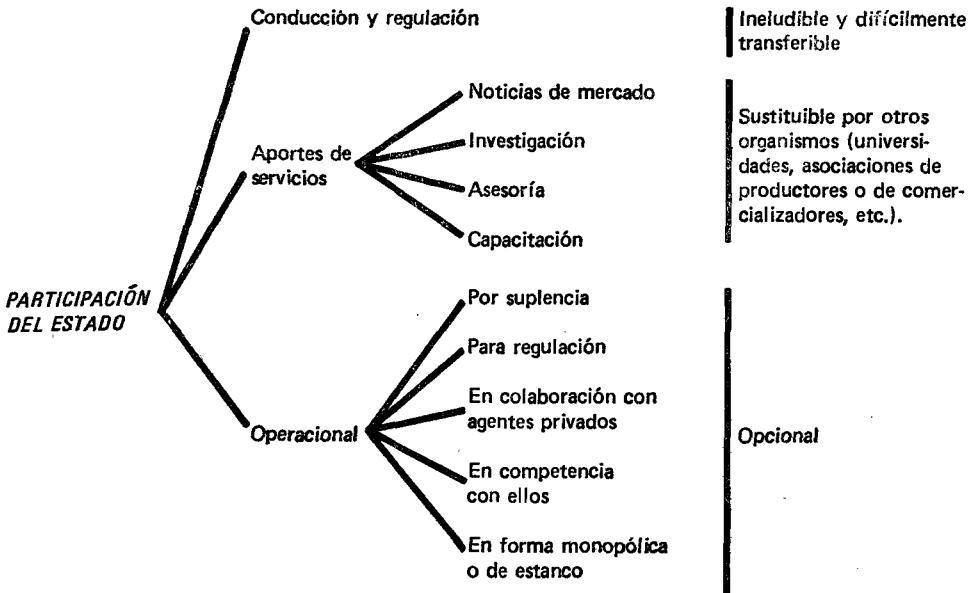 Conducción y regulación
Ineludible y difícilmente
transferible
Noticias de mercado
Investigación
Aportes de
servicios
Asesoría
Capacitación
Sustituible por otros
organismos (universi-
dades, asociaciones de
productores o de comer-
cializadores, etc.).
PARTICIPACIÓN
DEL ESTADO
Por suplencia
Para regulación
En colaboración con
agentes privados
Operacional
En competencia
con ellos
En forma monopólica
o de estanco
Opcional